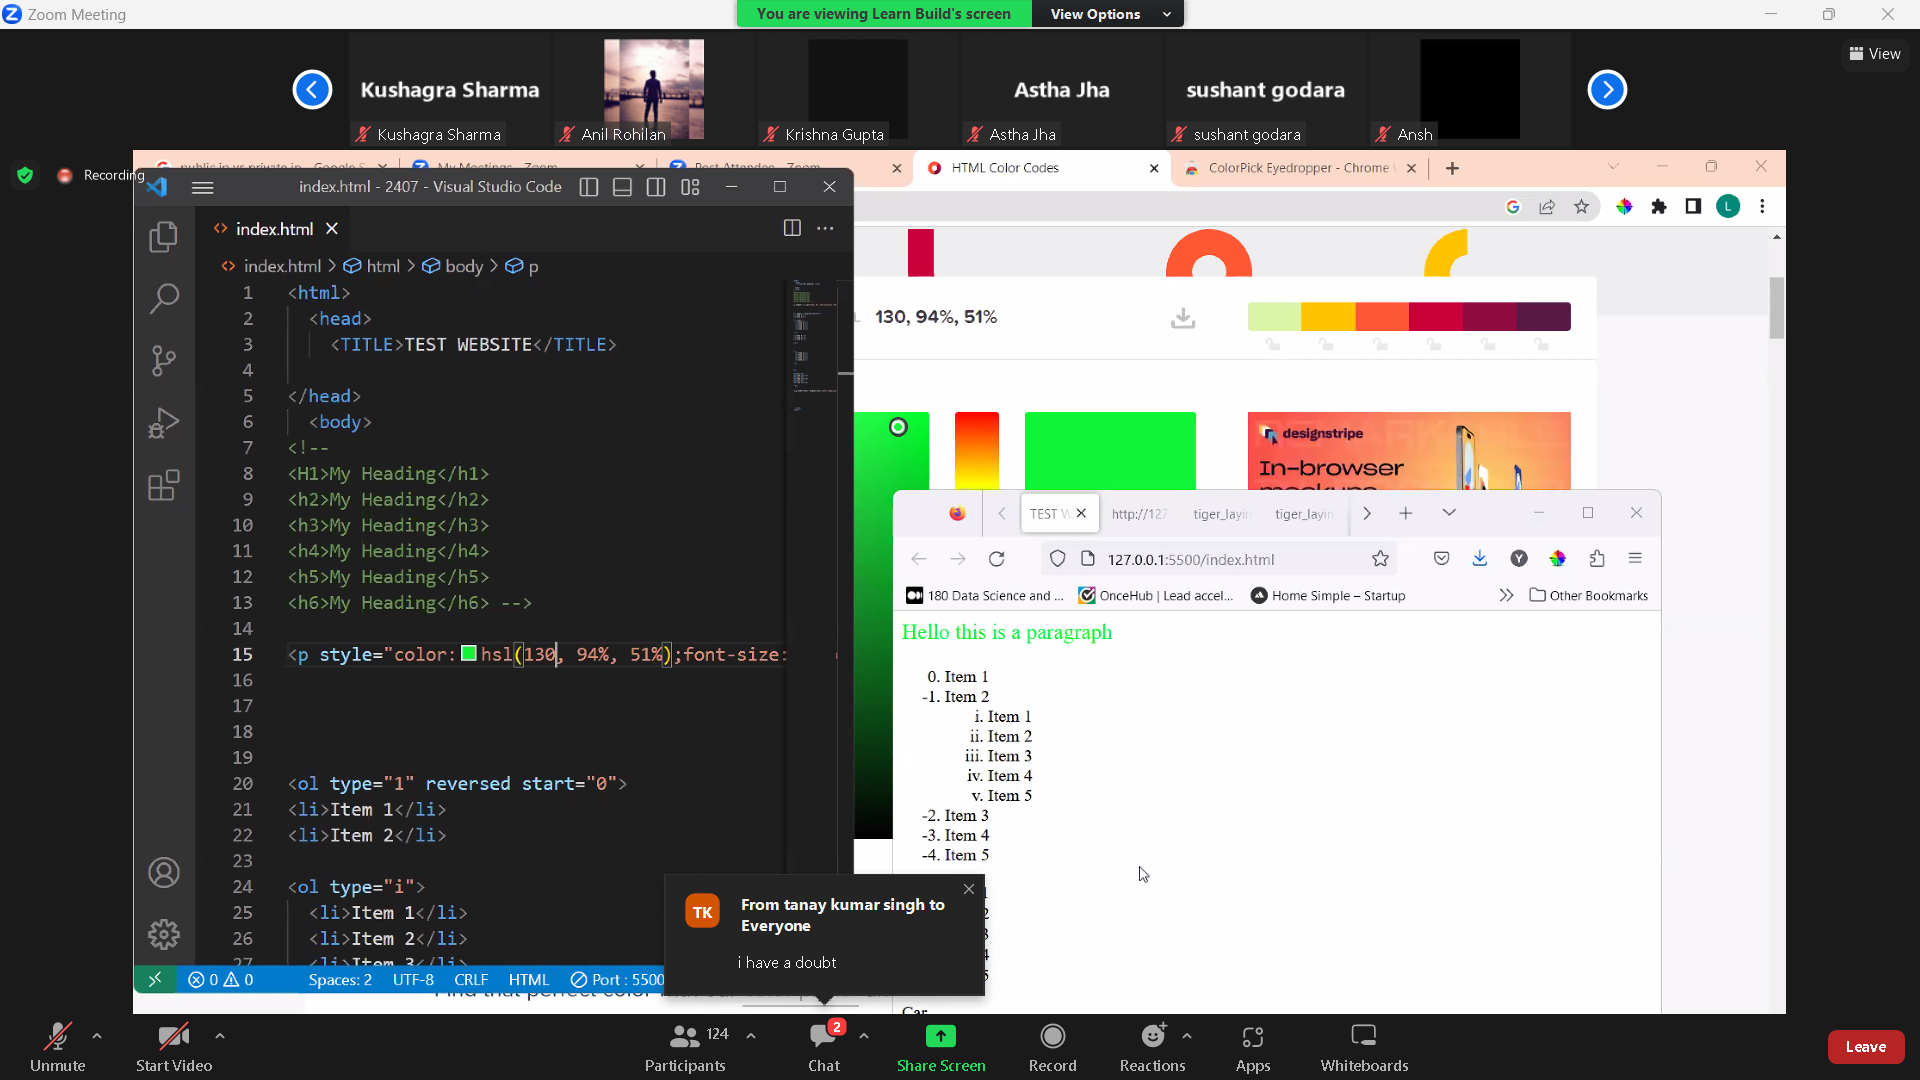 Zoom Meeting
You are viewing Learn Build's screen
View Options
View
Kushagra Sharma
Astha Jha
sushant godara
Kushagra Sharma
Anil Rohilan
Krishna Gupta
Astha Jha
sushant godara
Ansh
Recording
HTML Color Codes
ColorPick Eyedropper - Chrome
index.html - 2407 - Visual Studio Code
L
index.html
index.html > html > body > p
130, 94%, 51%
1 <html>
2 <head>
3 <TITLE>TEST WEBSITE</TITLE>
4
5 </head>
6 <body>
7 <!--
8 <H1>My Heading</h1>
9 <h2>My Heading</h2>
10 <h3>My Heading</h3>
11 <h4>My Heading</h4>
12 <h5>My Heading</h5>
13 <h6>My Heading</h6> -->
14
15 <p style="color: hsl(130, 94%, 51%);font-size:
16
17
18
19
20 <ol type="1" reversed start="0">
21 <li>Item 1</li>
22 <li>Item 2</li>
23
24 <ol type="i">
25 <li>Item 1</li>
26 <li>Item 2</li>
27 <li>Item 3</li>
0 0
Spaces: 2
UTF-8
CRLF
HTML
Port : 5500
designstripe
In-browser
mockups
TEST W
http://127
tiger_layin
tiger_layin
127.0.0.1:5500/index.html
Y
180 Data Science and ...
OnceHub | Lead accel...
Home Simple – Startup
Other Bookmarks
Hello this is a paragraph
0. Item 1
-1. Item 2
i. Item 1
ii. Item 2
iii. Item 3
iv. Item 4
v. Item 5
-2. Item 3
-3. Item 4
-4. Item 5
TK
From tanay kumar singh to
Everyone
i have a doubt
Car
Unmute
Start Video
Participants
124
Chat
2
Share Screen
Record
Reactions
Apps
Whiteboards
Leave